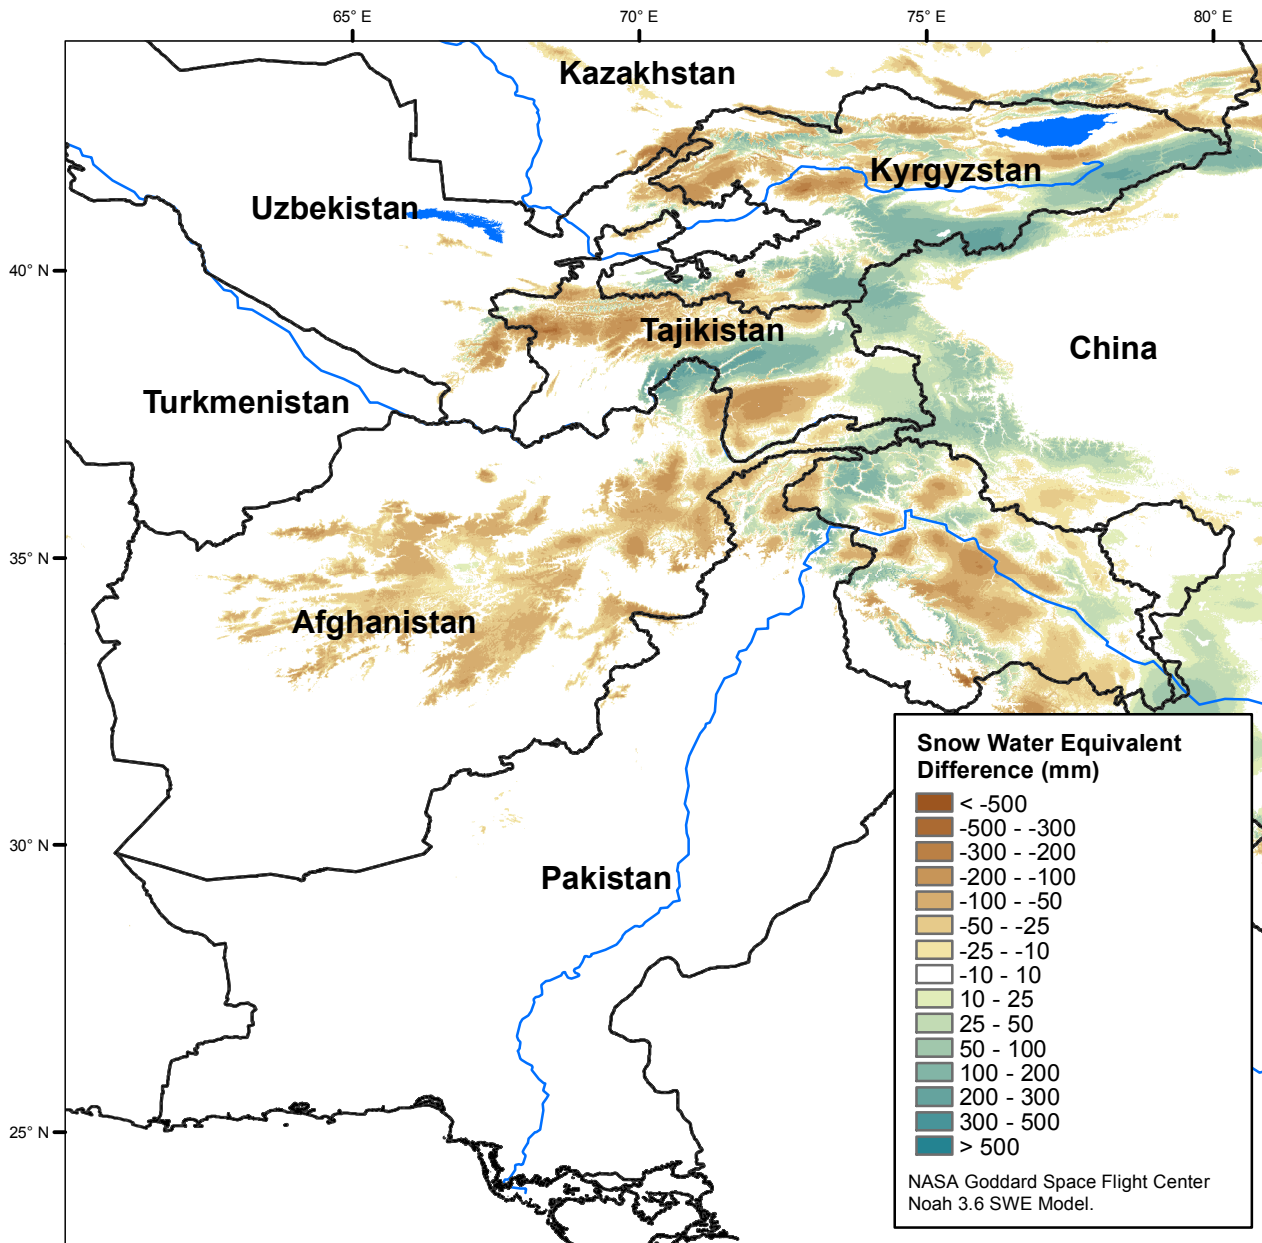 65° E
70° E
75° E
80° E
Kazakhstan
Kyrgyzstan
Uzbekistan
40° N
Tajikistan
China
Turkmenistan
35° N
Afghanistan
Snow Water Equivalent
Difference (mm)
< -500
-500 - -300
-300 - -200
-200 - -100
-100 - -50
-50 - -25
-25 - -10
-10 - 10
10 - 25
25 - 50
50 - 100
100 - 200
200 - 300
300 - 500
> 500
30° N
Pakistan
25° N
NASA Goddard Space Flight Center
Noah 3.6 SWE Model.